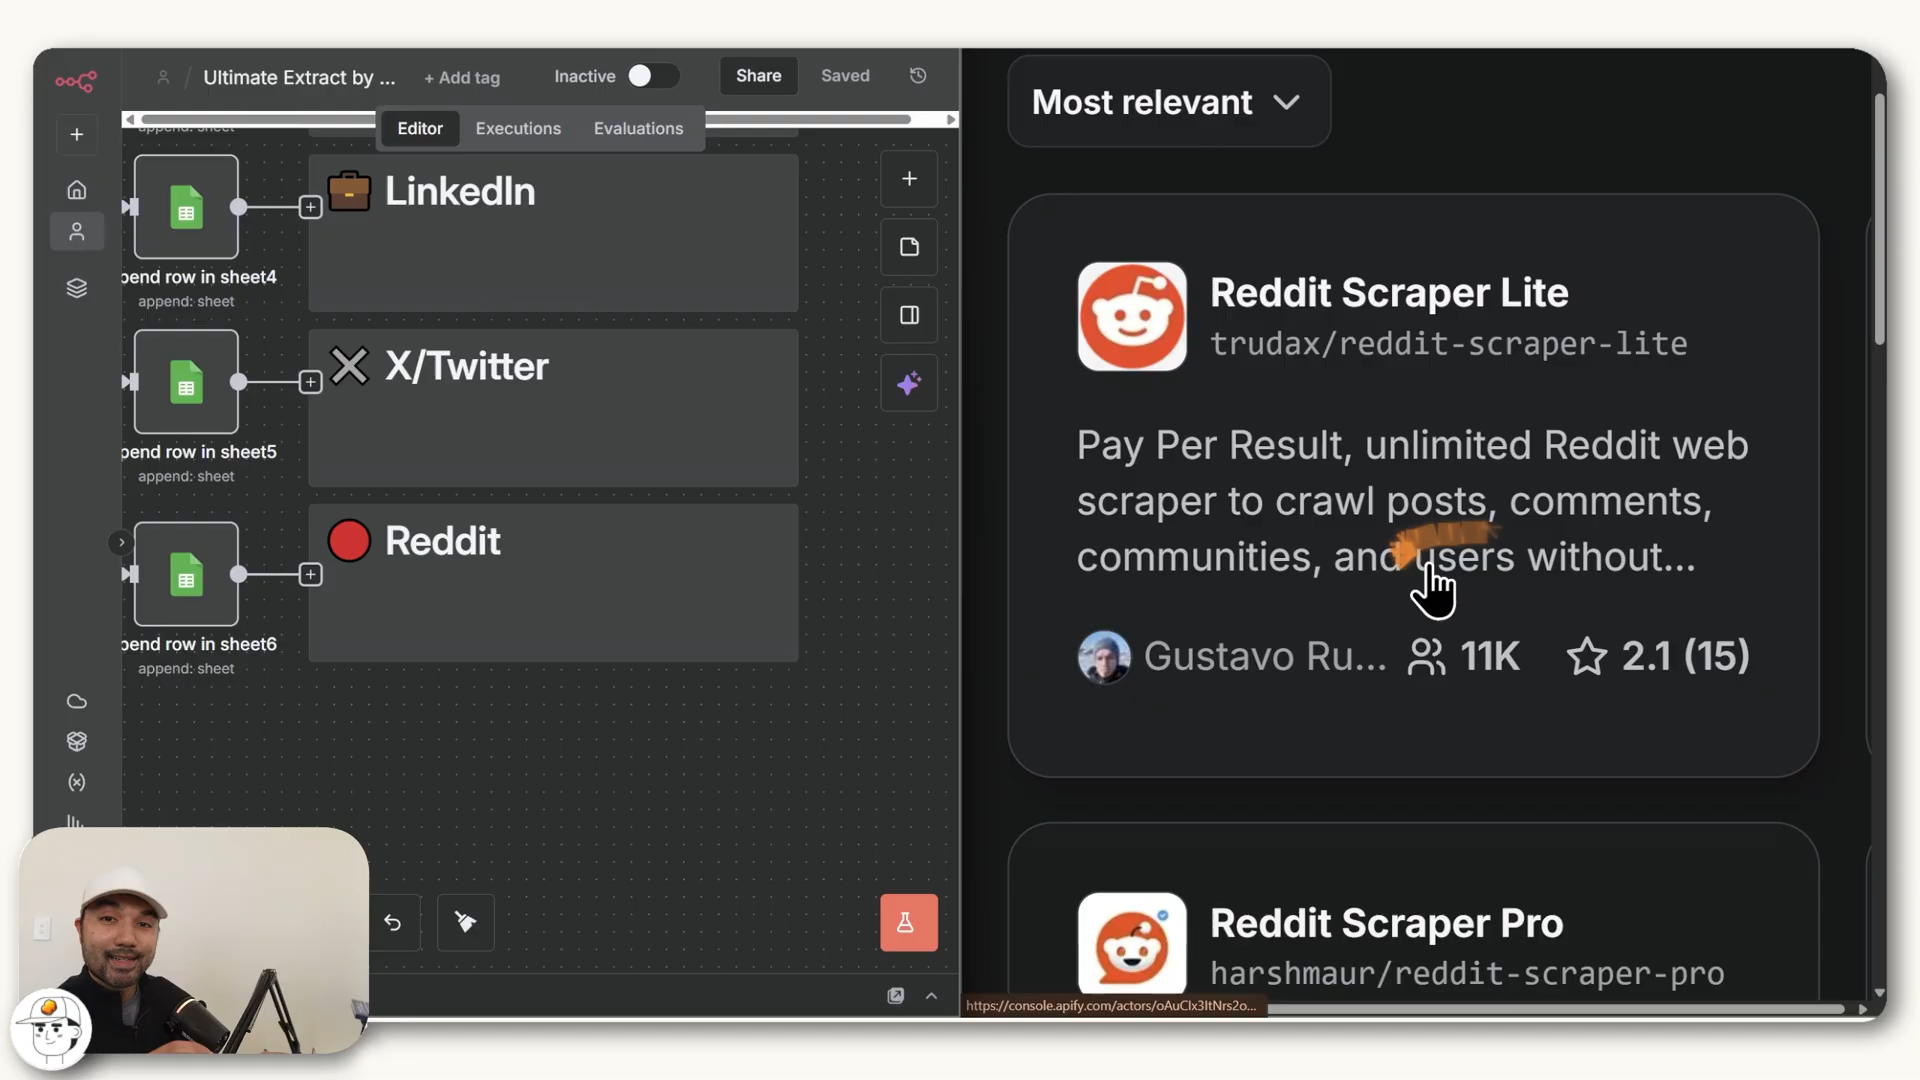 Ultimate Extract by ...
+ Add tag
Inactive
Share
Saved
Editor
Executions
Evaluations
append: sheet
LinkedIn
pend row in sheet4
append: sheet
X/Twitter
pend row in sheet5
append: sheet
Reddit
pend row in sheet6
append: sheet
Most relevant
Reddit Scraper Lite
trudax/reddit-scraper-lite
Pay Per Result, unlimited Reddit web
scraper to crawl posts, comments,
communities, and users without...
Gustavo Ru...
11K
2.1 (15)
Reddit Scraper Pro
harshmaur/reddit-scraper-pro
https://console.apify.com/actors/oAuClx3ItNrs2o...